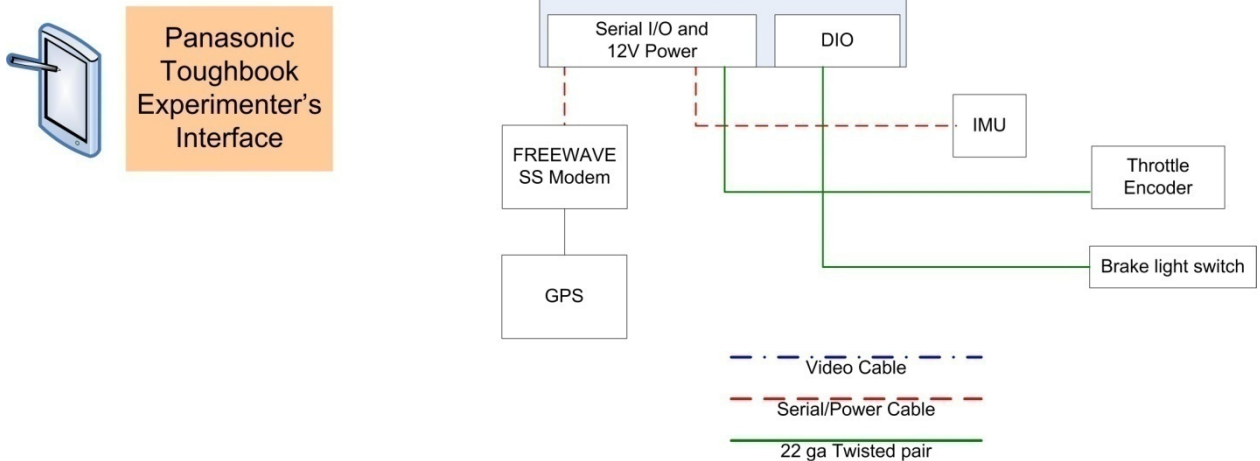 Panasonic
Toughbook
Experimenter's
Interface
Serial I/O and
12V Power
DIO
FREEWAVE
SS Modem
IMU
Throttle
Encoder
GPS
Brake light switch
Video Cable
Serial/Power Cable
22 ga Twisted pair